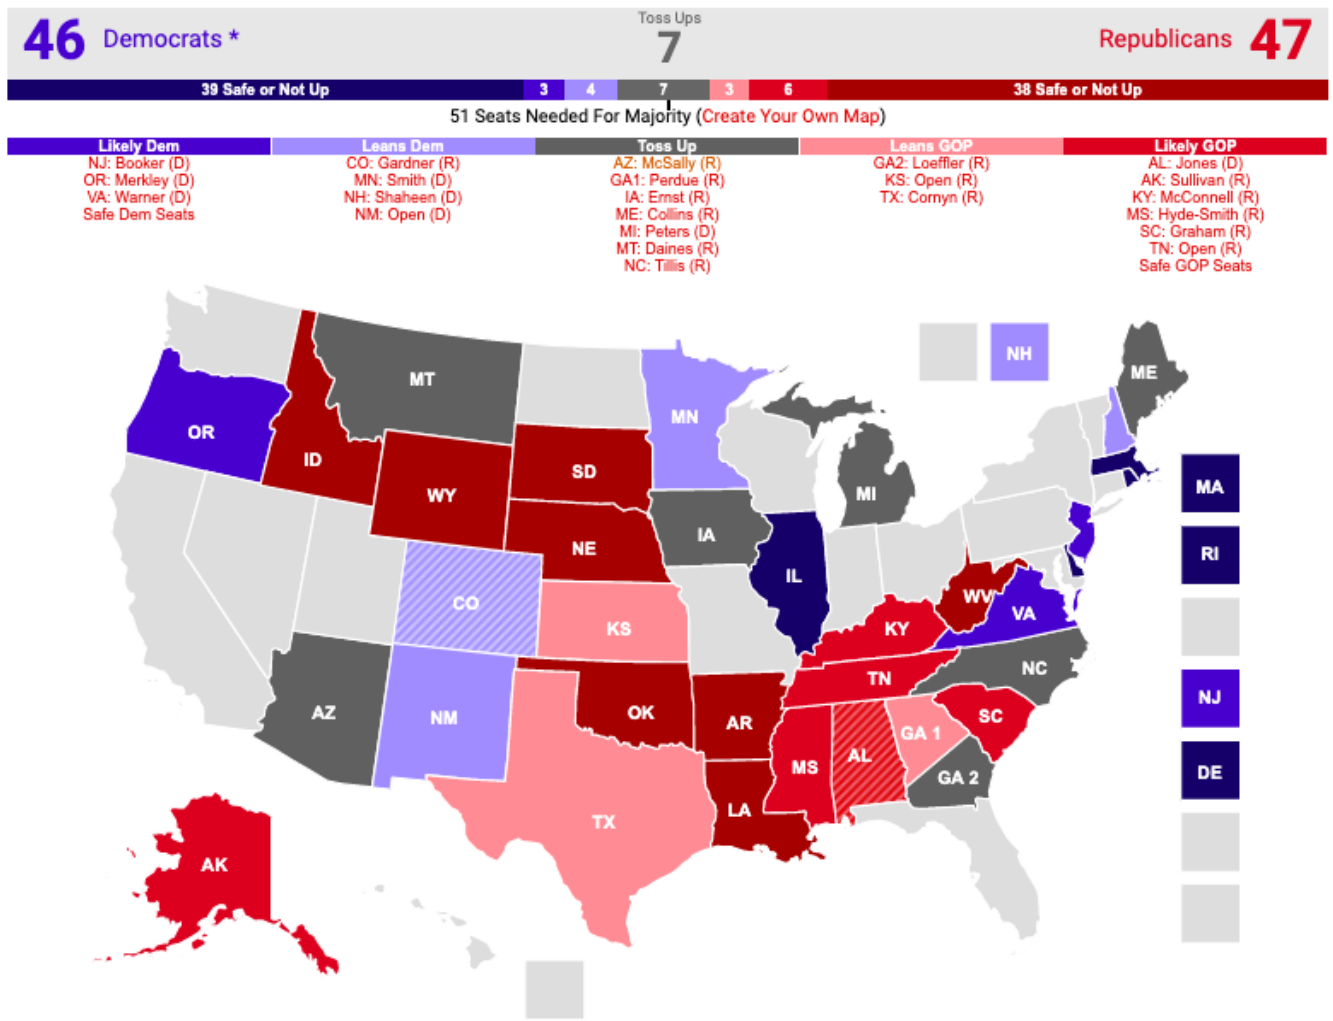 46 Democrats * Toss Ups 7 Republicans 47
39 Safe or Not Up 3 4 7 3 6 38 Safe or Not Up
51 Seats Needed For Majority (Create Your Own Map)
Likely Dem
NJ: Booker (D)
OR: Merkley (D)
VA: Warner (D)
Safe Dem Seats
Leans Dem
CO: Gardner (R)
MN: Smith (D)
NH: Shaheen (D)
NM: Open (D)
Toss Up
AZ: McSally (R)
GA1: Perdue (R)
IA: Ernst (R)
ME: Collins (R)
MI: Peters (D)
MT: Daines (R)
NC: Tillis (R)
Leans GOP
GA2: Loeffler (R)
KS: Open (R)
TX: Cornyn (R)
Likely GOP
AL: Jones (D)
AK: Sullivan (R)
KY: McConnell (R)
MS: Hyde-Smith (R)
SC: Graham (R)
TN: Open (R)
Safe GOP Seats
NH
ME
MT
MN
OR
ID
SD
WY
MI
MA
IA
NE
RI
IL
CO
WV
VA
KS
KY
NC
TN
NJ
AZ
NM
OK
AR
SC
GA 1
AL
MS
GA 2
DE
LA
TX
AK